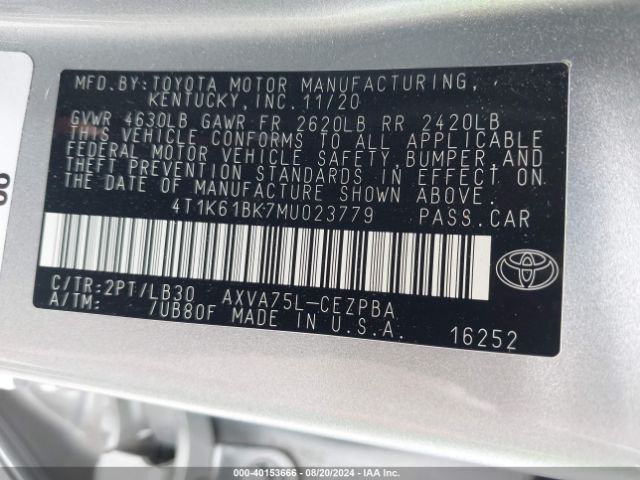 MFD.BY:TOYOTA MOTOR MANUFACTURING,
KENTUCKY,INC.11/20
GVWR 4630LB GAWR FR 2620LB RR 2420LB
THIS VEHICLE CONFORMS TO ALL APPLICABLE
FEDERAL MOTOR VEHICLE SAFETY,BUMPER,AND
THEFT PREVENTION STANDARDS IN EFFECT ON
THE DATE OF MANUFACTURE SHOWN ABOVE.
4T1K61BK7MU023779 PASS.CAR
C/TR:2PT/LB30 AXVA75L-CEZPBA
A/TM: /UB80F MADE IN U.S.A.
16252
000-40153666 - 08/20/2024 - IAA Inc.